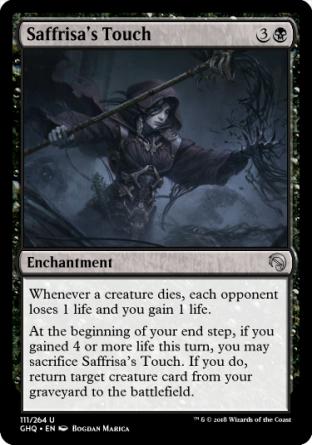 Saffrisa's Touch 3
Enchantment
Whenever a creature dies, each opponent
loses 1 life and you gain 1 life.
At the beginning of your end step, if you
gained 4 or more life this turn, you may
sacrifice Saffrisa's Touch. If you do,
return target creature card from your
graveyard to the battlefield.
111/264 U
GHQ • EN Bogdan Marica
™ & © 2018 Wizards of the Coast